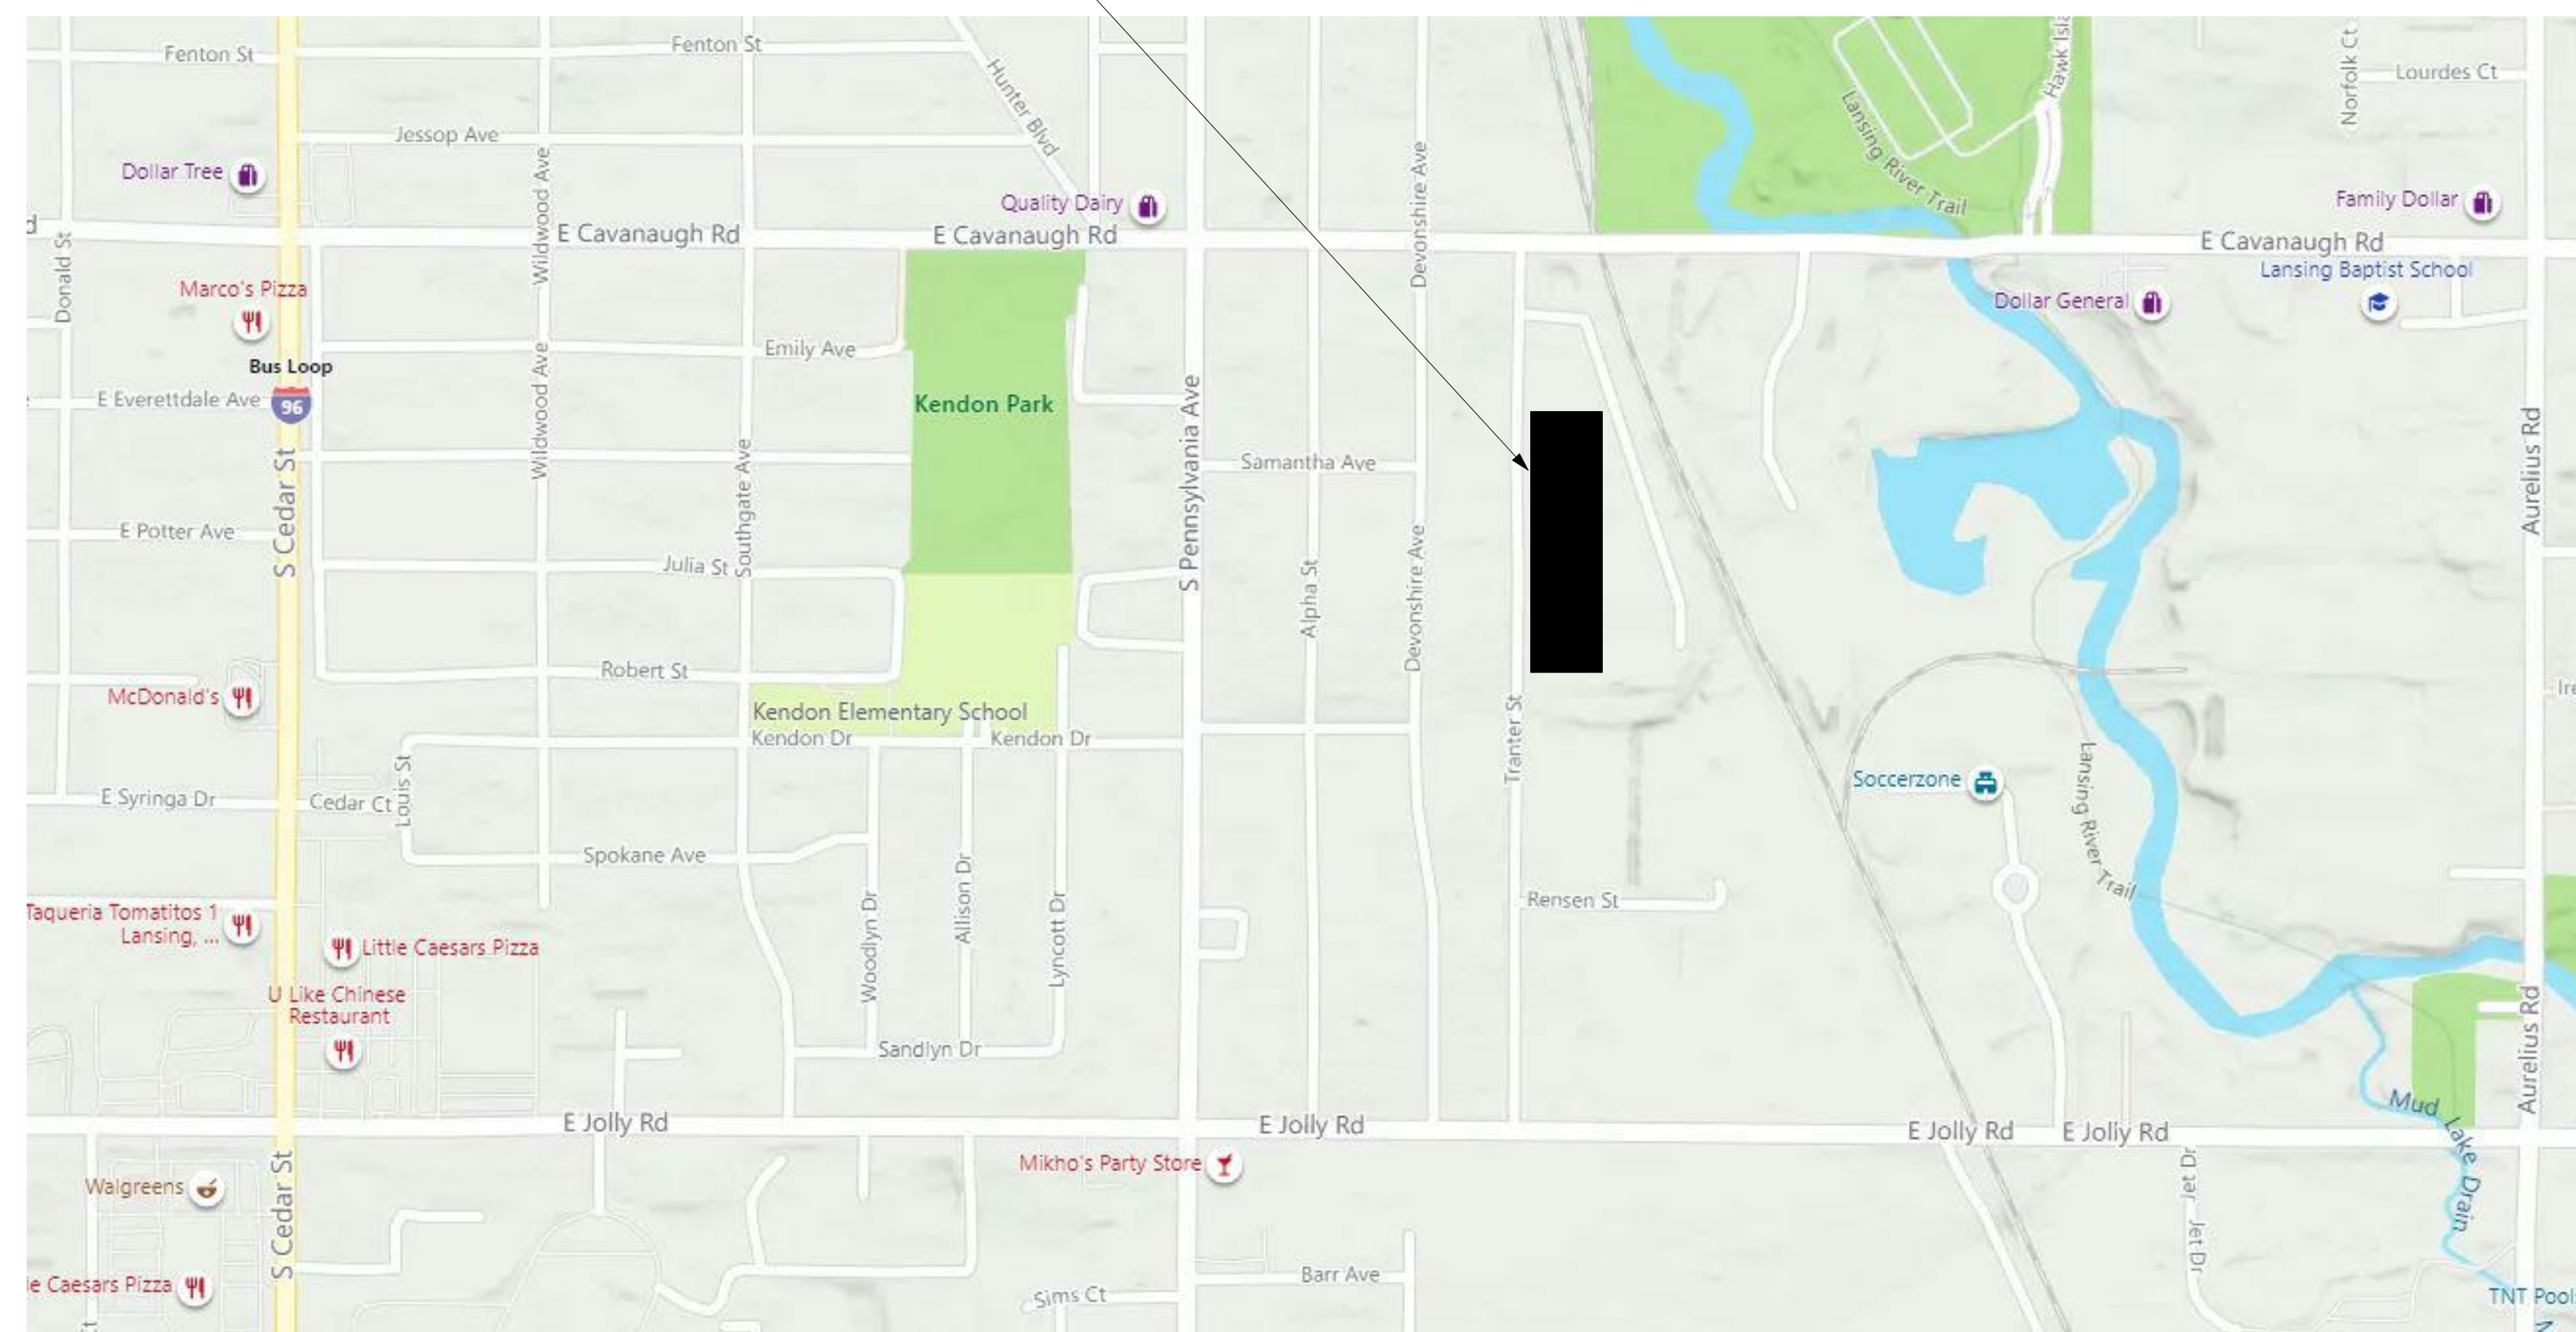 Fenton St
Fenton St
Hunter Blvd
Lansing River Trail
Norfolk Ct
Lourdes Ct
Jessop Ave
Dollar Tree
Wildwood Ave
Quality Dairy
Devonshire Ave
Family Dollar
Donald St
E Cavanaugh Rd
E Cavanaugh Rd
E Cavanaugh Rd
Lansing Baptist School
Marco's Pizza
Dollar General
Emily Ave
Bus Loop
96
E Everettdale Ave
Wildwood Ave
Kendon Park
S Pennsylvania Ave
Aurelius Rd
S Cedar St
Southgate Ave
Samantha Ave
E Potter Ave
Julia St
Alpha St
Devonshire Ave
Robert St
McDonald's
Kendon Elementary School
Kendon Dr
Kendon Dr
Tranter St
Louis St
Soccerzone
Lansing River Trail
E Syringa Dr
Cedar Ct
Spokane Ave
Woodlyn Dr
Allison Dr
Lyncott Dr
Rensen St
Taqueria Tomatitos 1
Lansing, ...
Little Caesars Pizza
U Like Chinese
Restaurant
Sandlyn Dr
Aurelius Rd
E Jolly Rd
E Jolly Rd
E Jolly Rd
E Jolly Rd
Mud Lake Drain
Mikho's Party Store
Walgreens
S Cedar St
Jet Dr
Jet Dr
Barr Ave
Caesars Pizza
Sims Ct
TNT Pool